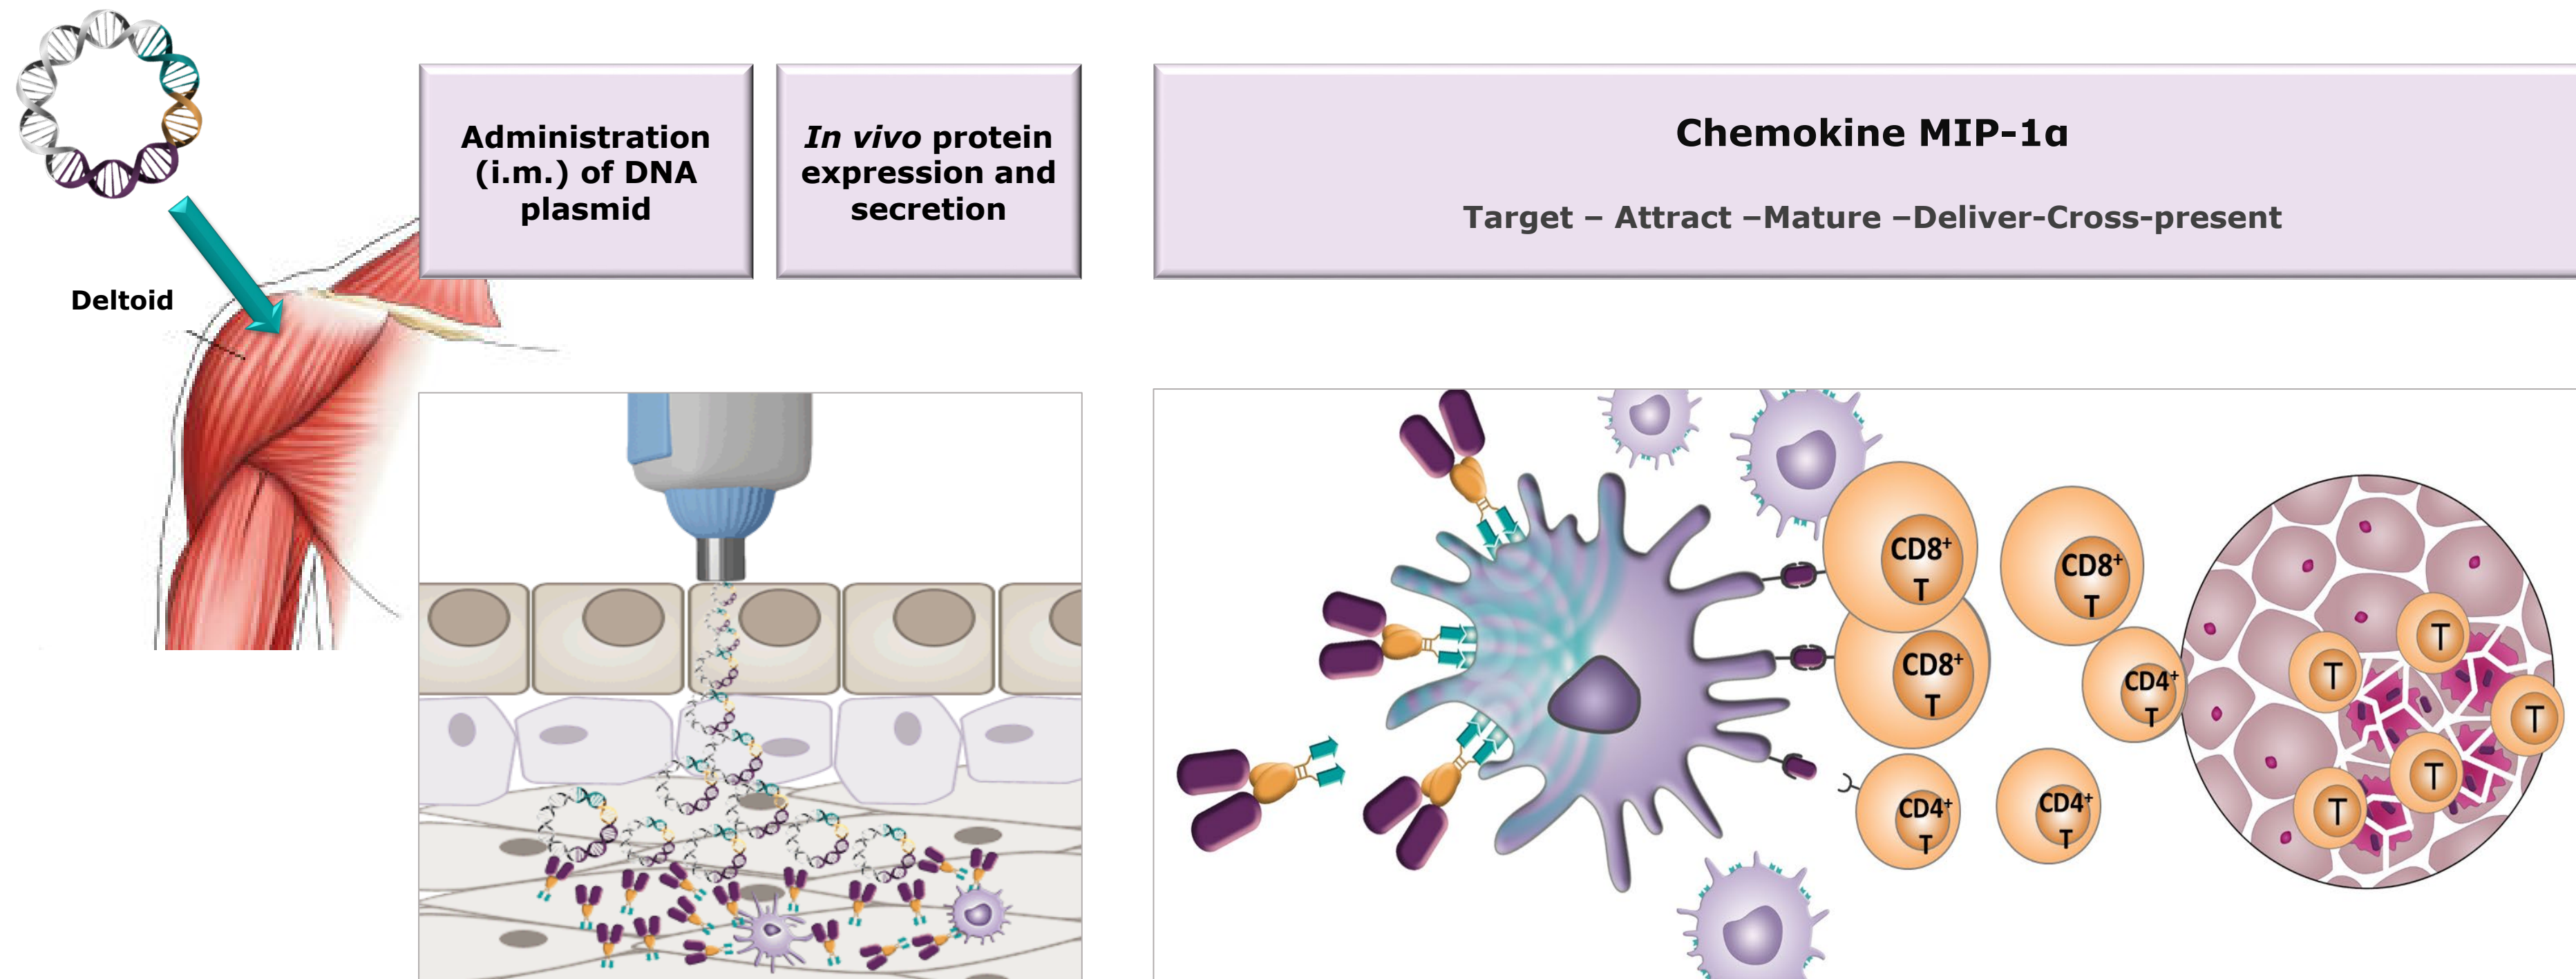 Administration
(i.m.) of DNA
plasmid
In vivo protein
expression and
secretion
Chemokine MIP-1α
Target – Attract –Mature –Deliver-Cross-present
Deltoid
CD8+
T
CD8+
T
CD8+
T
CD4+
T
CD4+
T
CD4+
T
T
T
T
T
T